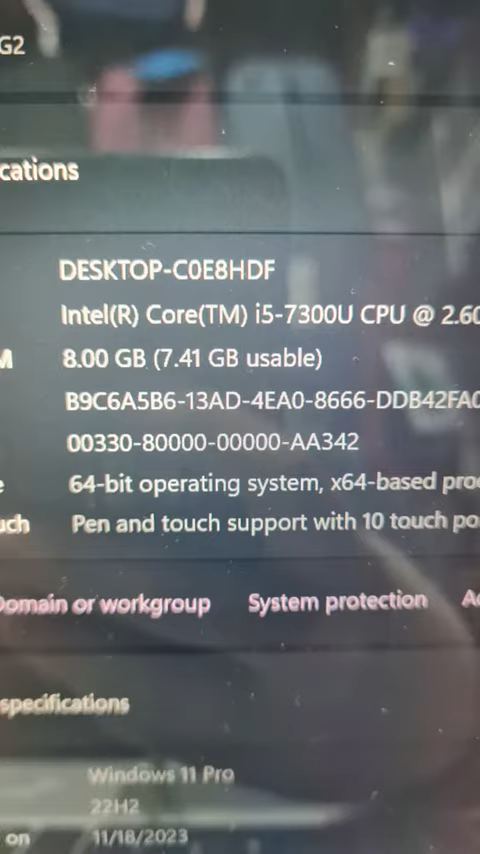 G2
cations
DESKTOP-C0E8HDF
Intel(R) Core(TM) i5-7300U CPU @ 2.60
M 8.00 GB (7.41 GB usable)
B9C6A5B6-13AD-4EA0-8666-DDB42FA0
00330-80000-00000-AA342
e 64-bit operating system, x64-based pro
uch Pen and touch support with 10 touch po
Domain or workgroup System protection A
specifications
Windows 11 Pro
22H2
on 11/18/2023